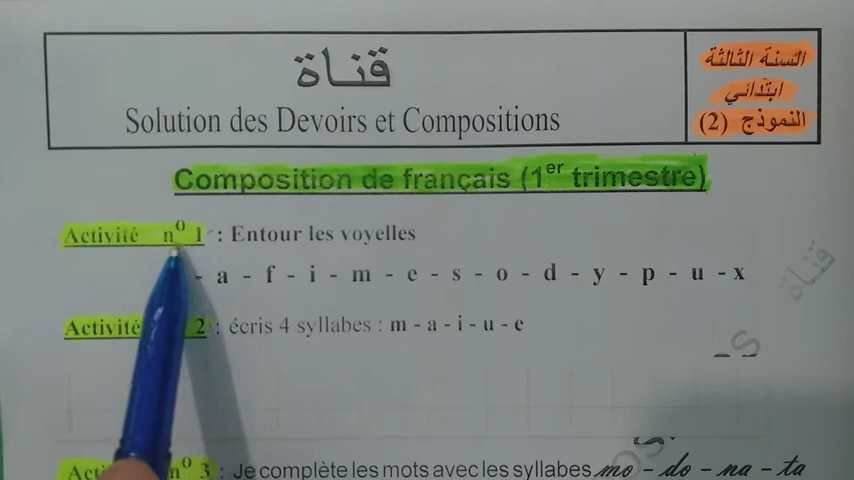 قناة
Solution des Devoirs et Compositions
السنة الثالثة
ابتدائي
النموذج (2)
Composition de français (1er trimestre)
Activité n° 1 : Entour les voyelles
- a - f - i - m - e - s - o - d - y - p - u - x
Activité 2 : écris 4 syllabes : m - a - i - u - e
n° 3 : Je complète les mots avec les syllabes mo - do - na - ta
قناة